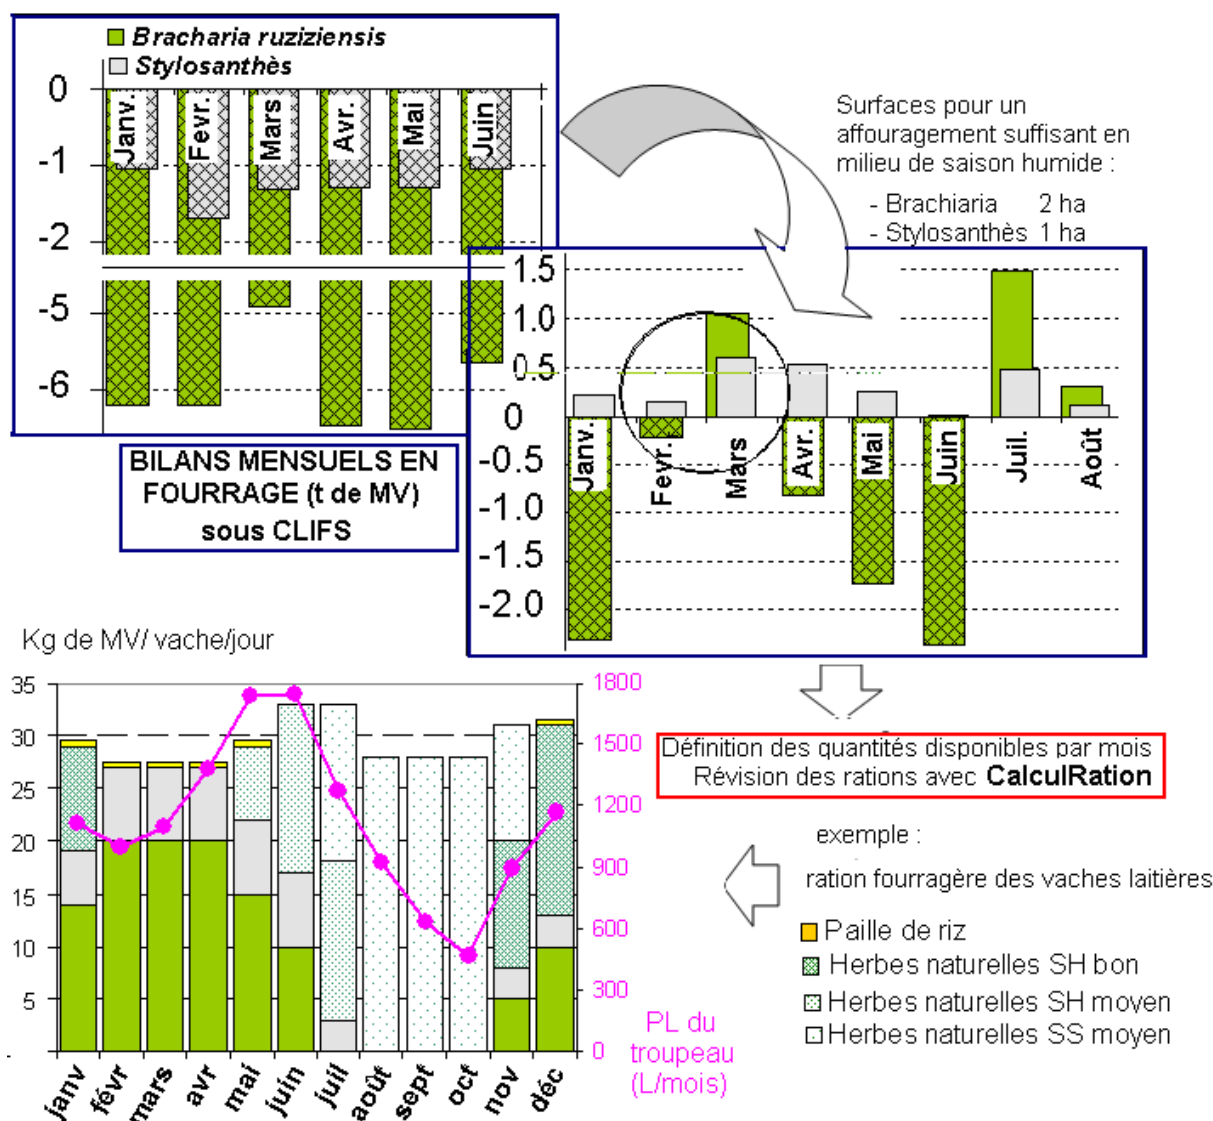 Bracharia ruziziensis
Stylosanthès
0
-1
-2
-5
-6
Janv.
Fevr.
Mars
Avr.
Mai
Juin
Surfaces pour un
affouragement suffisant en
milieu de saison humide :
- Brachiaria 2 ha
- Stylosanthès 1 ha
1.5
1.0
0.5
0
-0.5
-1.0
-1.5
-2.0
Janv.
Fevr.
Mars
Avr.
Mai
Juin
Juil.
Août
BILANS MENSUELS EN
FOURRAGE (t de MV)
sous CLIFS
Kg de MV/ vache/jour
35
30
25
20
15
10
5
1800
1500
1200
900
600
300
0
janv
févr
mars
avr
mai
juin
juil
août
sept
oct
nov
déc
PL du
troupeau
(L/mois)
Définition des quantités disponibles par mois
Révision des rations avec CalculRation
exemple :
ration fourragère des vaches laitières
Paille de riz
Herbes naturelles SH bon
Herbes naturelles SH moyen
Herbes naturelles SS moyen